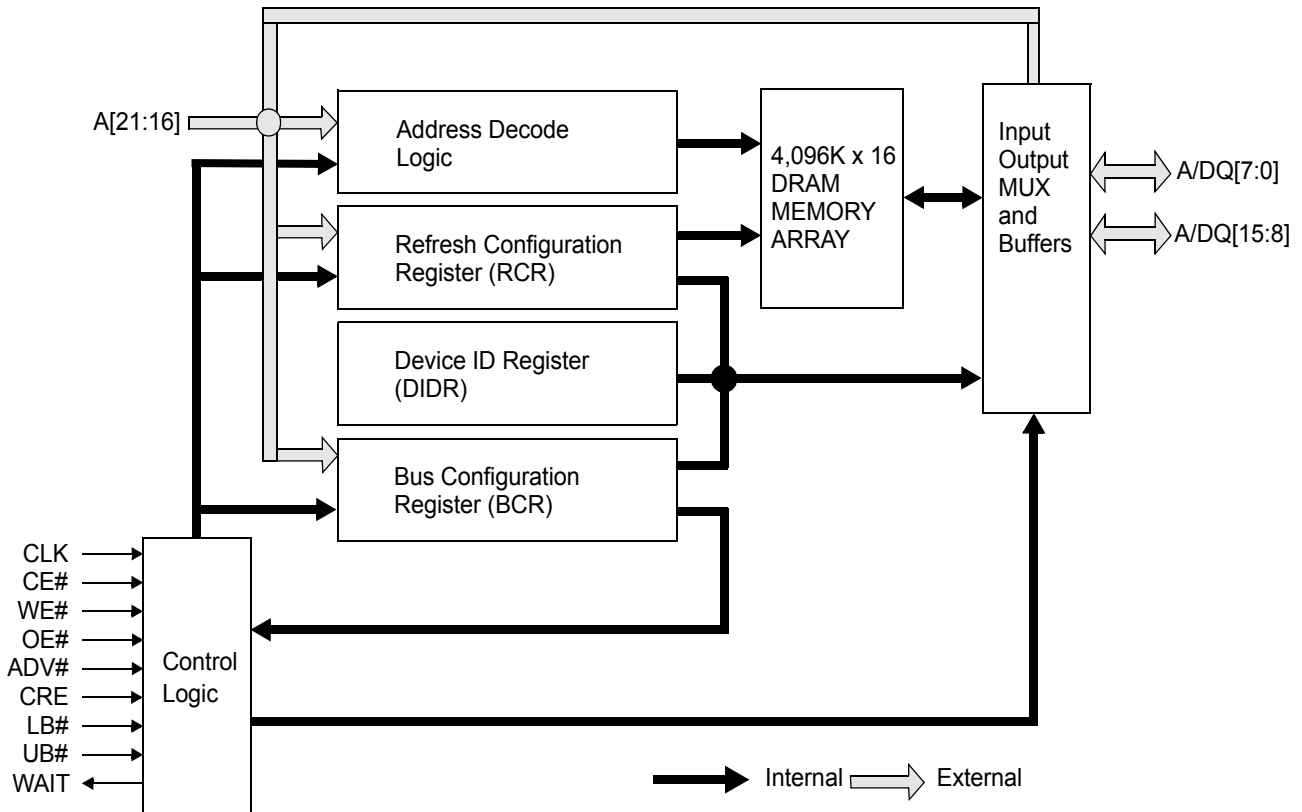 A[21:16]
Address Decode
Logic
4,096K x 16
DRAM
MEMORY
ARRAY
Input
Output
MUX
and
Buffers
A/DQ[7:0]
A/DQ[15:8]
Refresh Configuration
Register (RCR)
Device ID Register
(DIDR)
Bus Configuration
Register (BCR)
CLK
CE#
WE#
OE#
ADV#
CRE
LB#
UB#
WAIT
Control
Logic
Internal
External